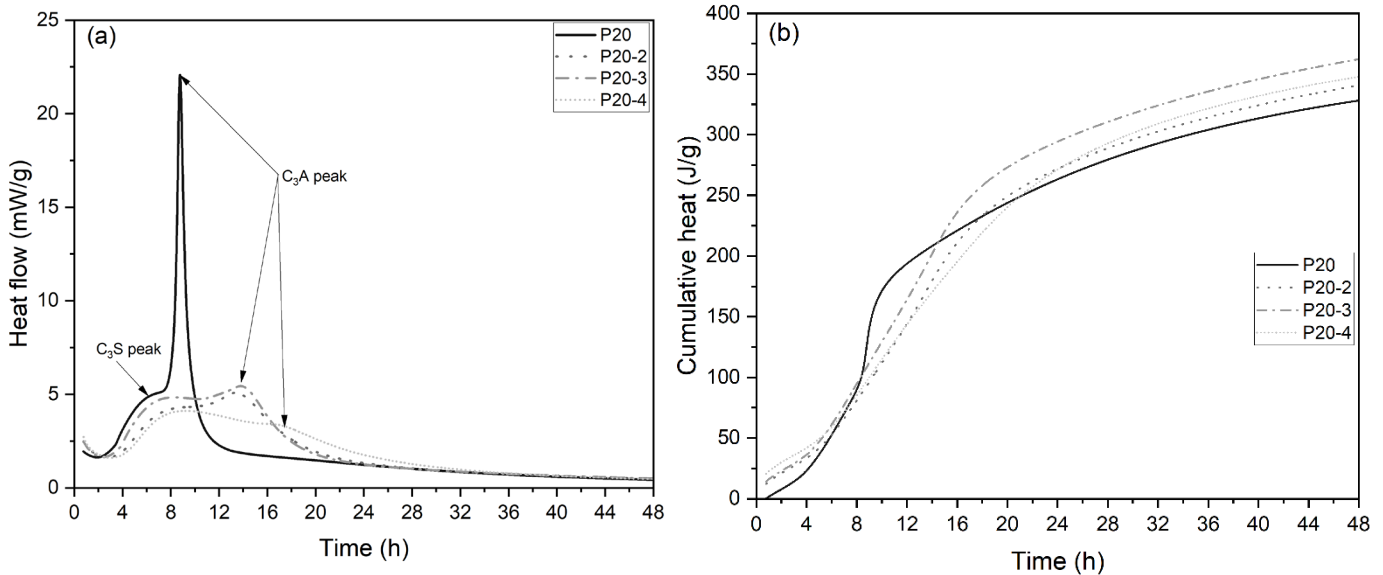 (a)
P20
P20-2
P20-3
P20-4
C₃A peak
C₃S peak
Heat flow (mW/g)
25
20
15
10
5
0
0 4 8 12 16 20 24 28 32 36 40 44 48
Time (h)
(b)
P20
P20-2
P20-3
P20-4
Cumulative heat (J/g)
400
350
300
250
200
150
100
50
0
0 4 8 12 16 20 24 28 32 36 40 44 48
Time (h)